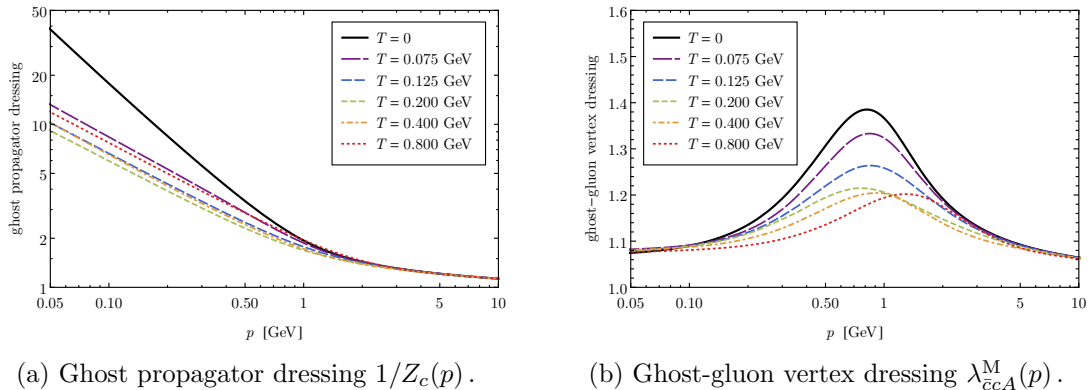 50
20
10
5
2
1
0.05 0.10 0.50 1 5 10
p [GeV]
ghost propagator dressing
T = 0
T = 0.075 GeV
T = 0.125 GeV
T = 0.200 GeV
T = 0.400 GeV
T = 0.800 GeV
(a) Ghost propagator dressing 1/Z_c(p) .
1.6
1.5
1.4
1.3
1.2
1.1
1.0
0.05 0.10 0.50 1 5 10
p [GeV]
ghost−gluon vertex dressing
T = 0
T = 0.075 GeV
T = 0.125 GeV
T = 0.200 GeV
T = 0.400 GeV
T = 0.800 GeV
(b) Ghost-gluon vertex dressing λ^M_{c̄cA}(p) .